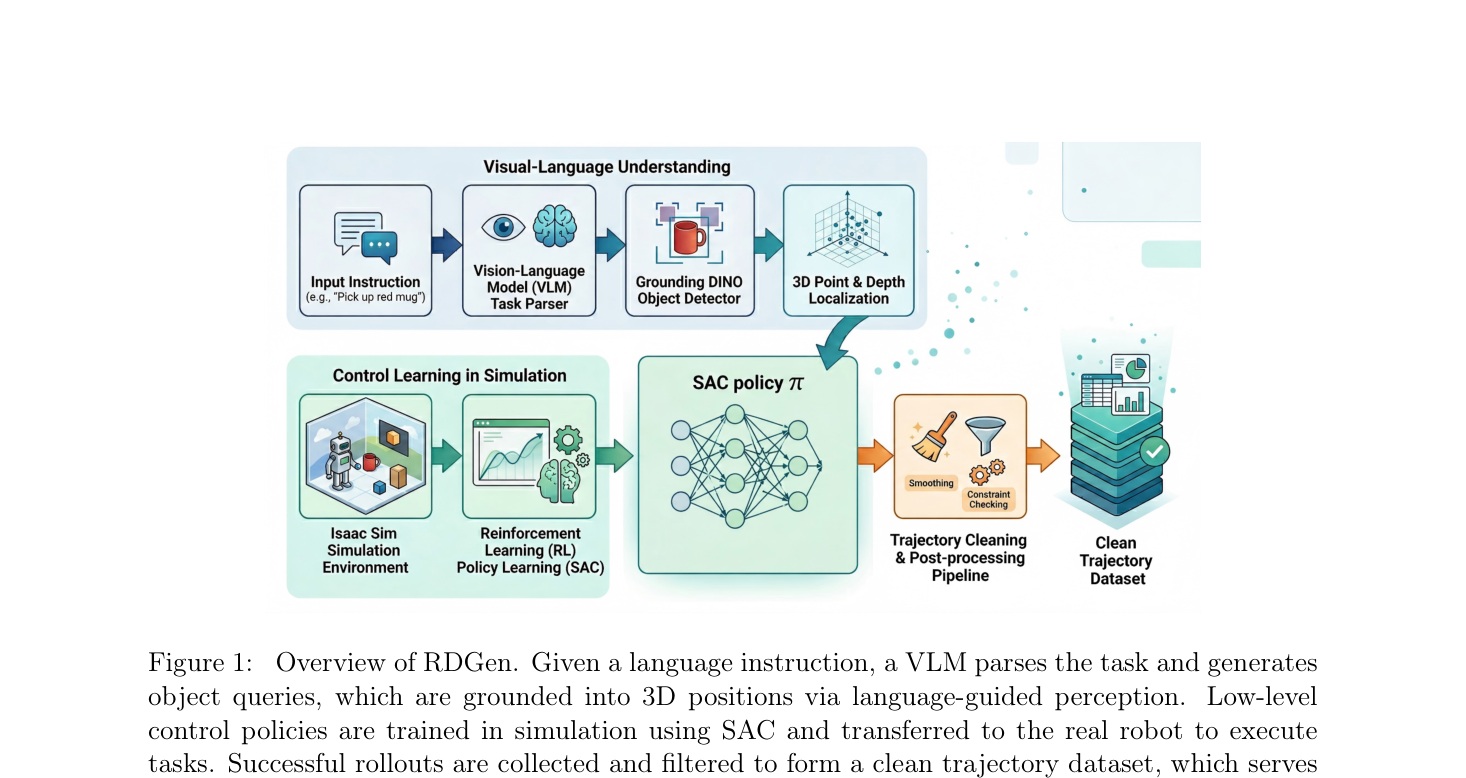 Visual-Language Understanding
Input Instruction
(e.g., "Pick up red mug")
Vision-Language
Model (VLM)
Task Parser
Grounding DINO
Object Detector
3D Point & Depth
Localization
Control Learning in Simulation
Isaac Sim
Simulation
Environment
Reinforcement
Learning (RL)
Policy Learning (SAC)
SAC policy π
Smoothing
Constraint
Checking
Trajectory Cleaning
& Post-processing
Pipeline
Clean
Trajectory
Dataset
Figure 1: Overview of RDGen. Given a language instruction, a VLM parses the task and generates
object queries, which are grounded into 3D positions via language-guided perception. Low-level
control policies are trained in simulation using SAC and transferred to the real robot to execute
tasks. Successful rollouts are collected and filtered to form a clean trajectory dataset, which serves